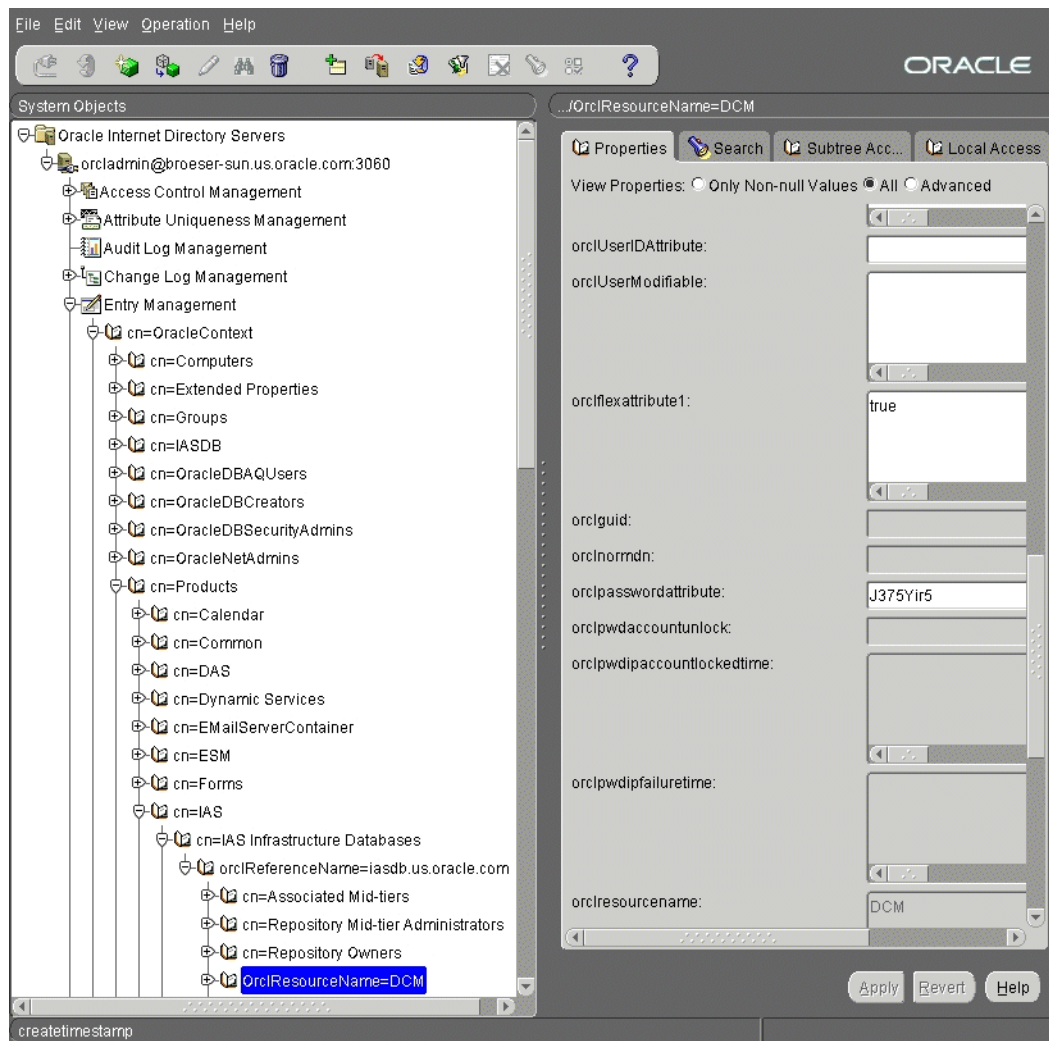 File Edit View Operation Help
ORACLE
System Objects
Oracle Internet Directory Servers
orcladmin@broeser-sun.us.oracle.com:3060
Access Control Management
Attribute Uniqueness Management
Audit Log Management
Change Log Management
Entry Management
cn=OracleContext
cn=Computers
cn=Extended Properties
cn=Groups
cn=IASDB
cn=OracleDBAQUsers
cn=OracleDBCreators
cn=OracleDBSecurityAdmins
cn=OracleNetAdmins
cn=Products
cn=Calendar
cn=Common
cn=DAS
cn=Dynamic Services
cn=EMailServerContainer
cn=ESM
cn=Forms
cn=IAS
cn=IAS Infrastructure Databases
orclReferenceName=iasdb.us.oracle.com
cn=Associated Mid-tiers
cn=Repository Mid-tier Administrators
cn=Repository Owners
OrclResourceName=DCM
createtimestamp
.../OrclResourceName=DCM
Properties Search Subtree Acc... Local Access
View Properties: Only Non-null Values All Advanced
orclUserIDAttribute:
orclUserModifiable:
orclflexattribute1: true
orclguid:
orclnormdn:
orclpasswordattribute: J375Yir5
orclpwdaccountunlock:
orclpwdipaccountlockedtime:
orclpwdipfailuretime:
orclresourcename: DCM
Apply Revert Help